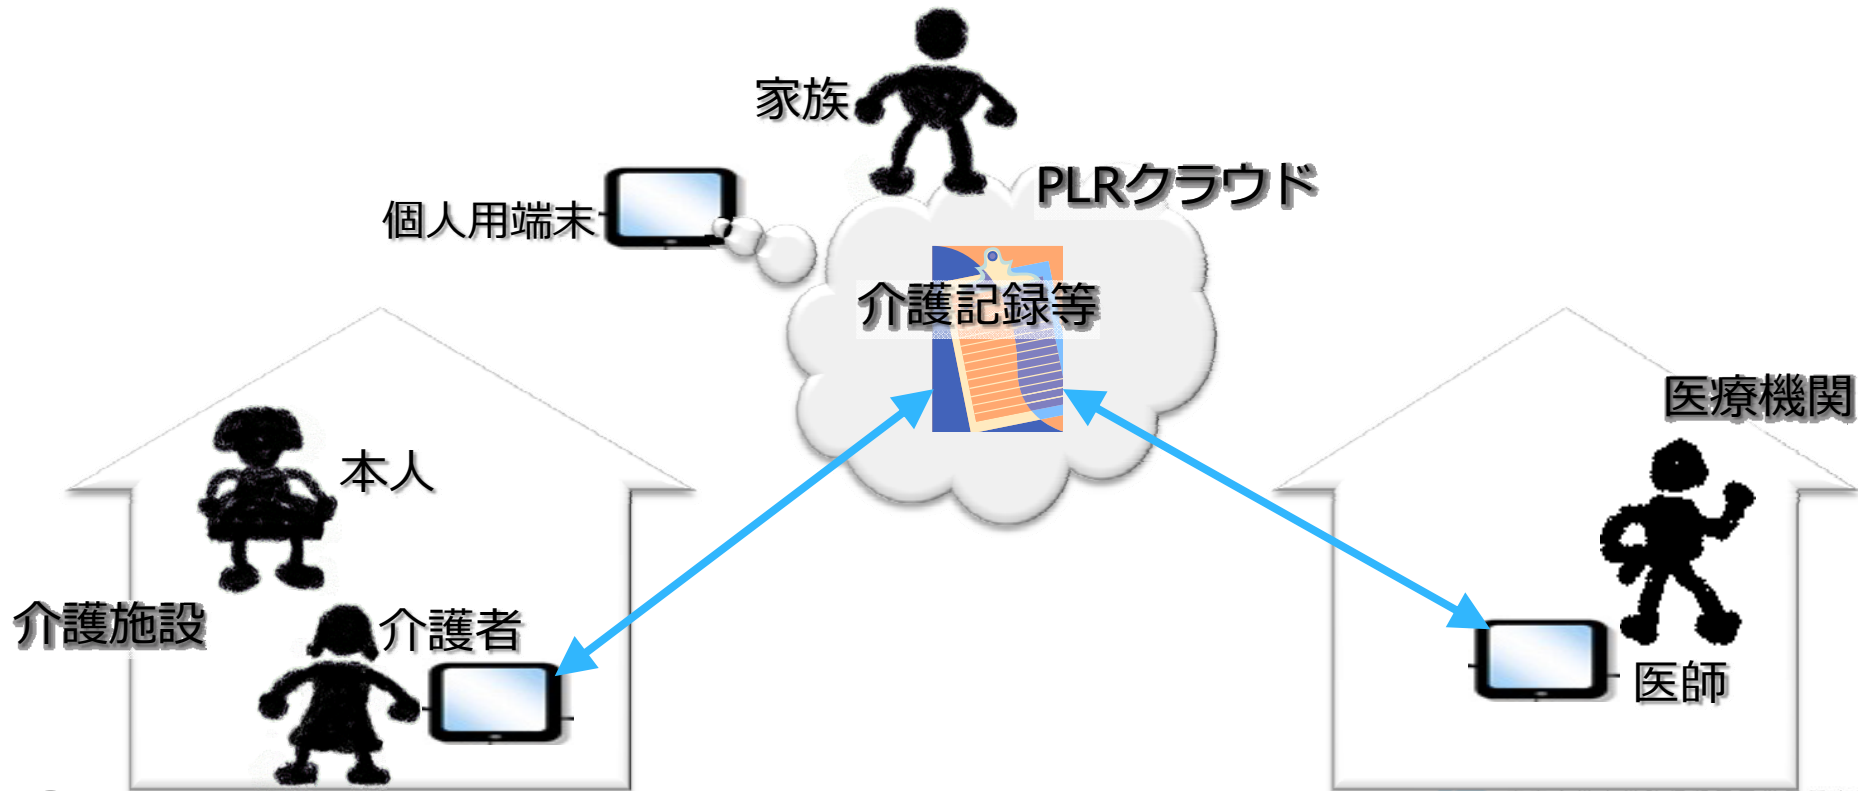 家族
PLRクラウド
個人用端末
介護記録等
医療機関
本人
介護施設
介護者
医師